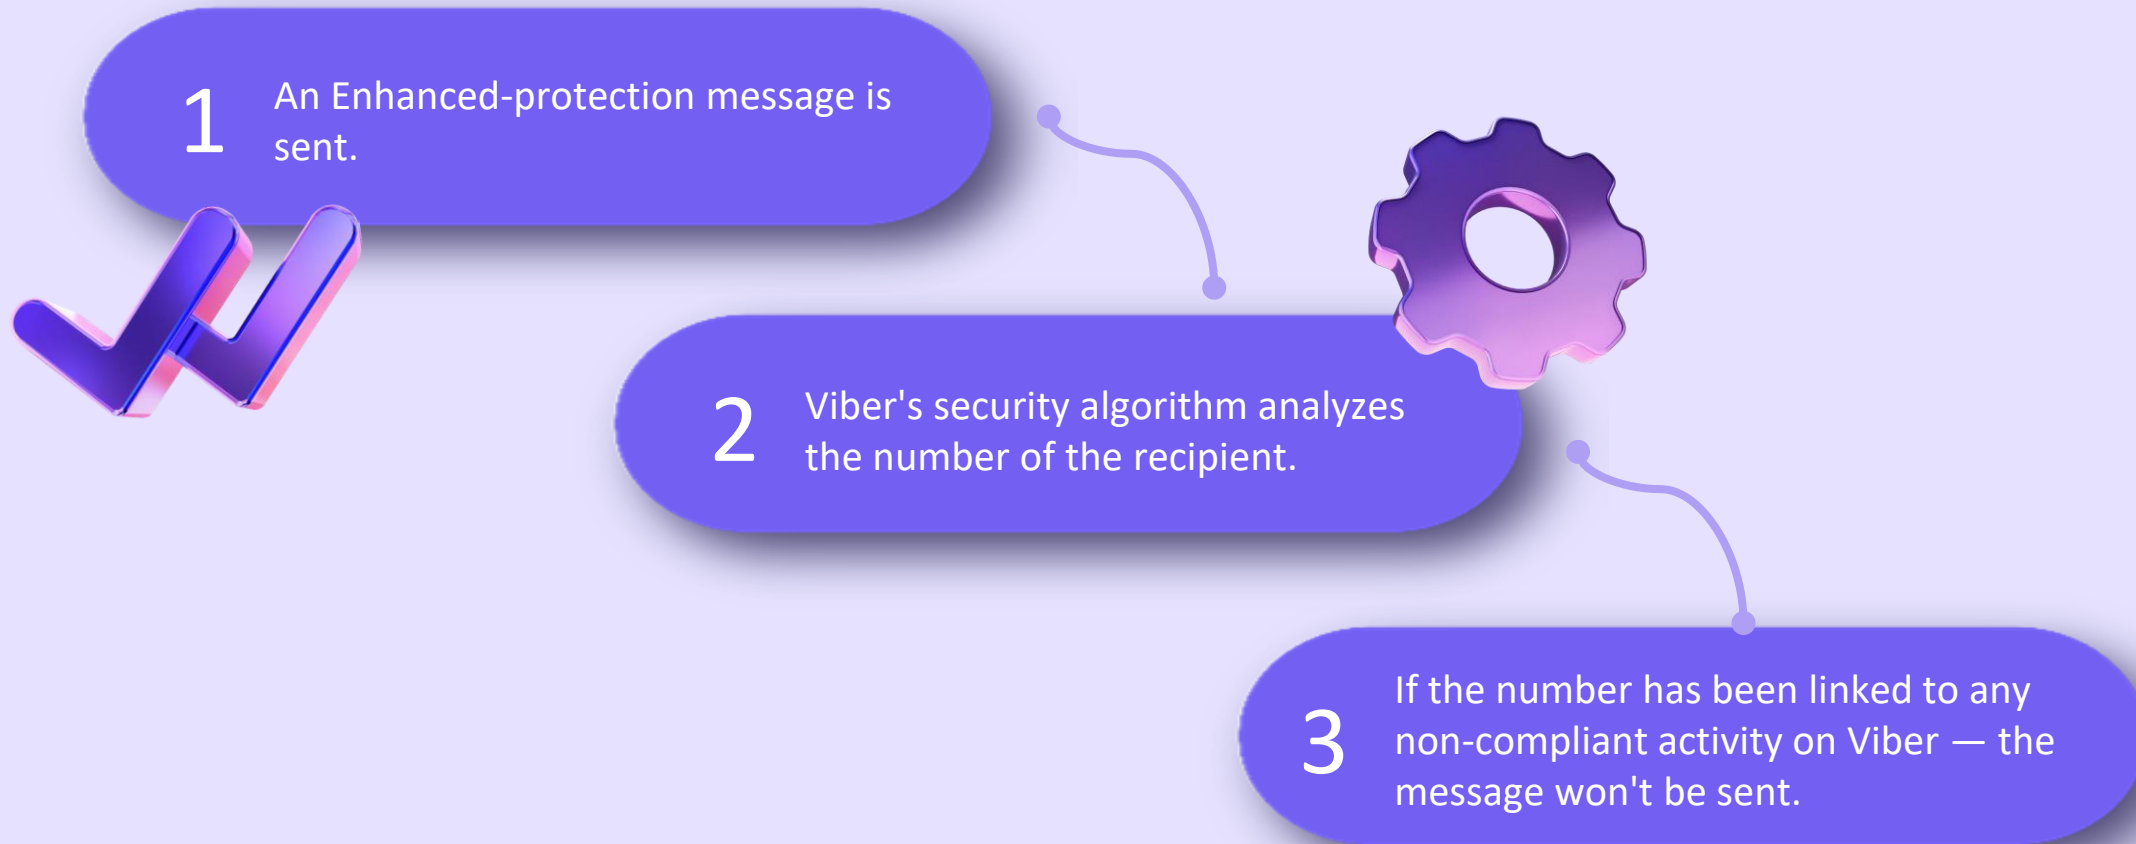 1
An Enhanced-protection message is
sent.
2
Viber's security algorithm analyzes
the number of the recipient.
3
If the number has been linked to any
non-compliant activity on Viber — the
message won't be sent.